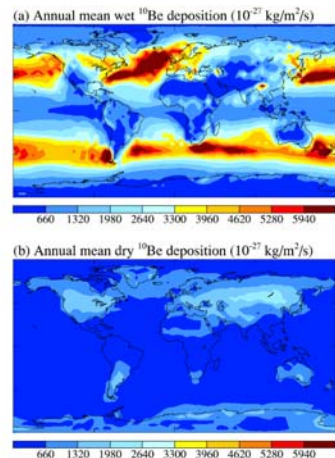 (a) Annual mean wet ¹⁰Be deposition (10⁻²⁷ kg/m²/s)
660 1320 1980 2640 3300 3960 4620 5280 5940
(b) Annual mean dry ¹⁰Be deposition (10⁻²⁷ kg/m²/s)
660 1320 1980 2640 3300 3960 4620 5280 5940